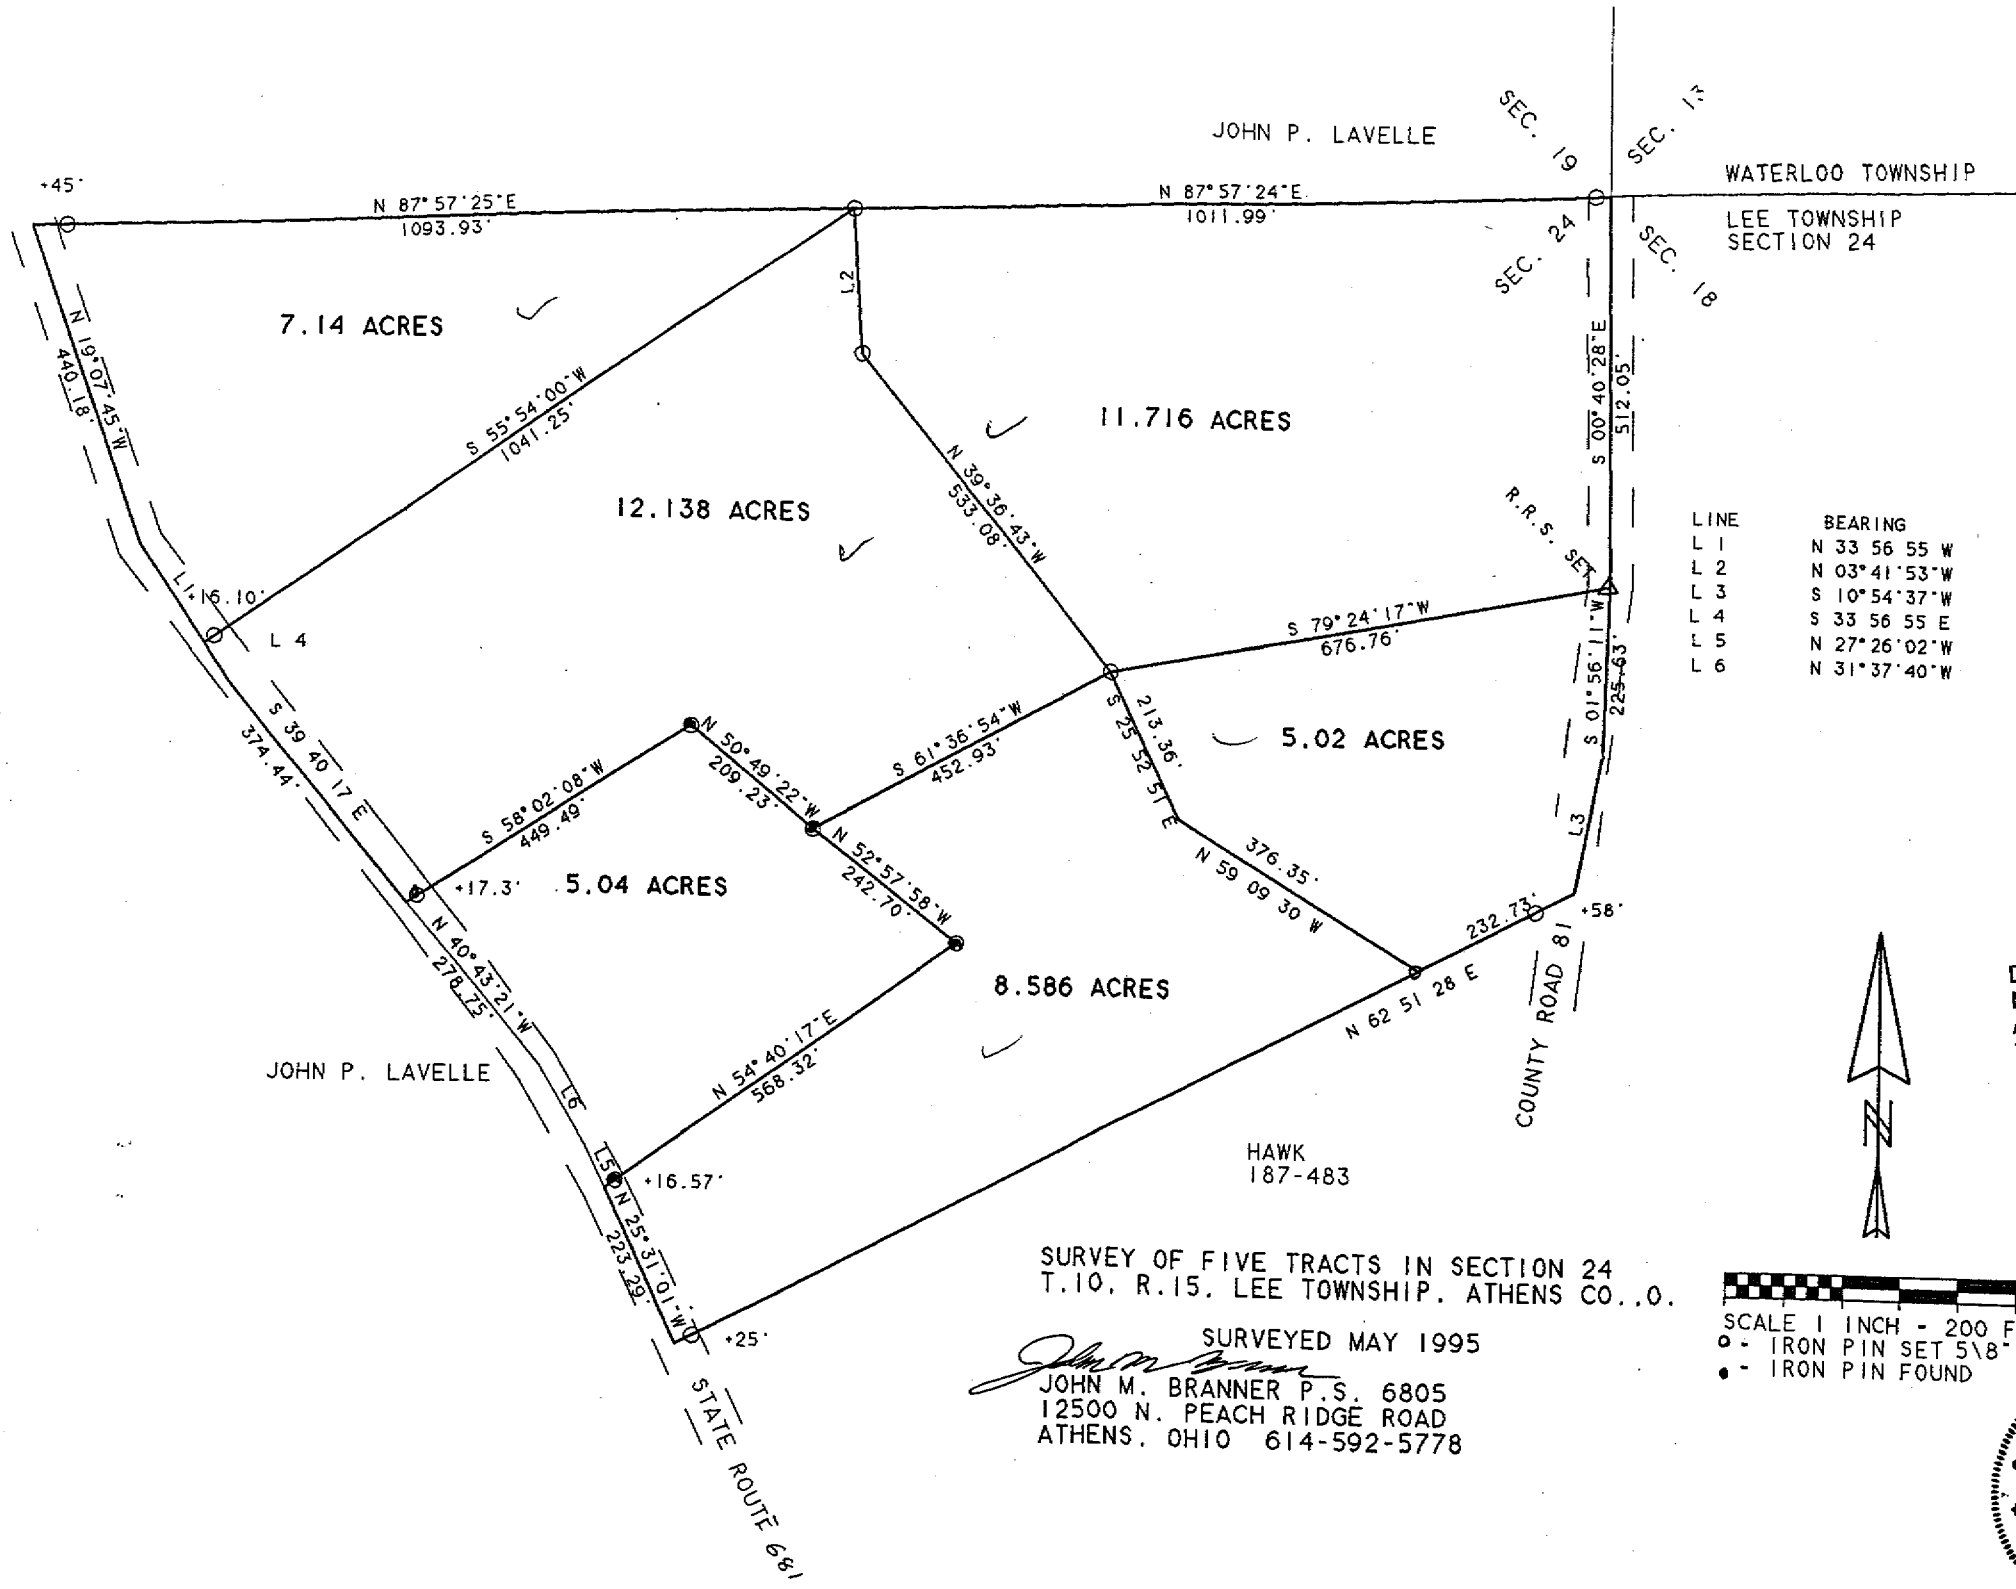 JOHN P. LAVELLE
SEC. 19
SEC. 13
WATERLOO TOWNSHIP
LEE TOWNSHIP
SECTION 24
SEC. 24
SEC. 18
+45'
N 87°57'25"E
1093.93'
N 87°57'24"E
1011.99'
L2
7.14 ACRES
N 19°07'45"W
440.18'
S 55°54'00"W
1041.25'
11.716 ACRES
S 00°40'28"E
512.05'
12.138 ACRES
N 39°36'43"W
533.08'
R.R.S. SET
LINE BEARING
L 1 N 33 56 55 W
L 2 N 03°41'53"W
L 3 S 10°54'37"W
L 4 S 33 56 55 E
L 5 N 27°26'02"W
L 6 N 31°37'40"W
L1
+16.10'
L 4
S 79°24'17"W
676.76'
S 01°56'11"W
225.63'
S 39 40 17 E
374.44'
S 61°36'54"W
452.93'
213.36'
S 25 52 51 E
5.02 ACRES
N 50°49'22"W
209.23'
S 58°02'08"W
449.49'
L3
+17.3'
5.04 ACRES
N 52°57'58"W
242.70'
376.35'
N 59 09 30 W
232.73'
+58'
N 40°43'21"W
278.75'
8.586 ACRES
N 62 51 28 E
COUNTY ROAD 81
N 54°40'17"E
568.32'
JOHN P. LAVELLE
L6
L5
+16.57'
N 25°31'01"W
223.29'
+25'
STATE ROUTE 681
HAWK
187-483
N
SURVEY OF FIVE TRACTS IN SECTION 24
T.10, R.15, LEE TOWNSHIP, ATHENS CO.,O.
SURVEYED MAY 1995
JOHN M. BRANNER P.S. 6805
12500 N. PEACH RIDGE ROAD
ATHENS, OHIO 614-592-5778
SCALE 1 INCH - 200 F
o - IRON PIN SET 5\8"
• - IRON PIN FOUND